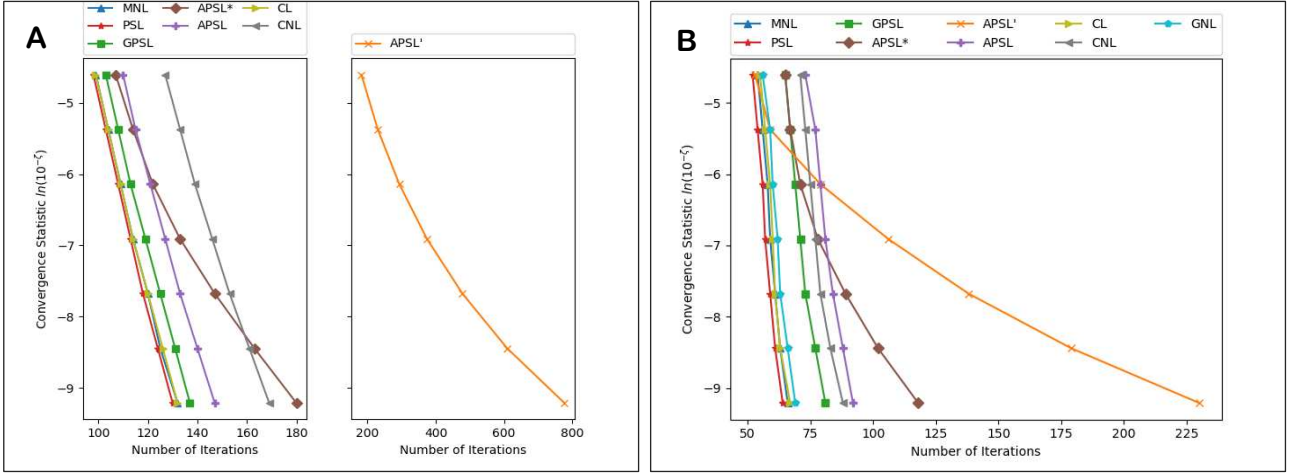 A
MNL APSL* CL
PSL APSL CNL
GPSL
APSL'
Convergence Statistic ln(10^{-ζ})
−5
−6
−7
−8
−9
100 120 140 160 180
Number of Iterations
200 400 600 800
Number of Iterations
B
MNL GPSL APSL' CL GNL
PSL APSL* APSL CNL
Convergence Statistic ln(10^{-ζ})
−5
−6
−7
−8
−9
50 75 100 125 150 175 200 225
Number of Iterations